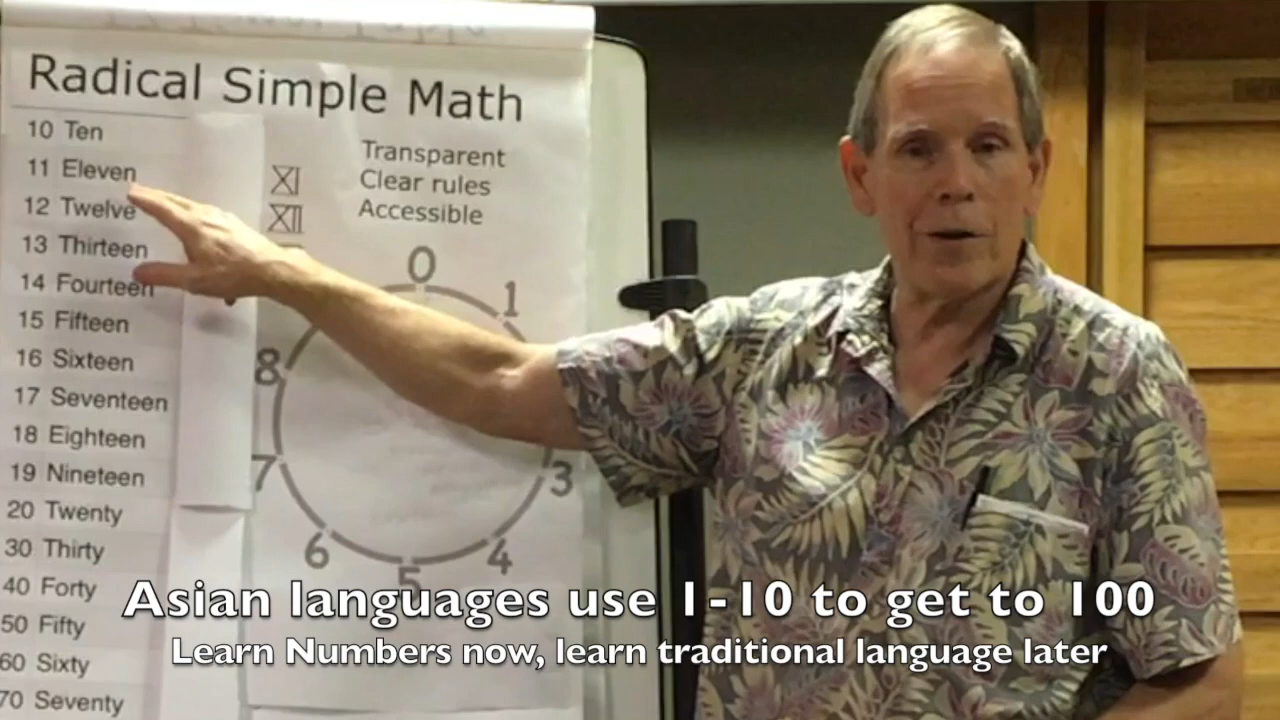 Radical Simple Math
10 Ten
11 Eleven
12 Twelve
13 Thirteen
14 Fourteen
15 Fifteen
16 Sixteen
17 Seventeen
18 Eighteen
19 Nineteen
20 Twenty
30 Thirty
40 Forty
50 Fifty
60 Sixty
70 Seventy
XI
XII
Transparent
Clear rules
Accessible
0
1
3
4
5
6
7
8
Asian languages use 1-10 to get to 100
Learn Numbers now, learn traditional language later